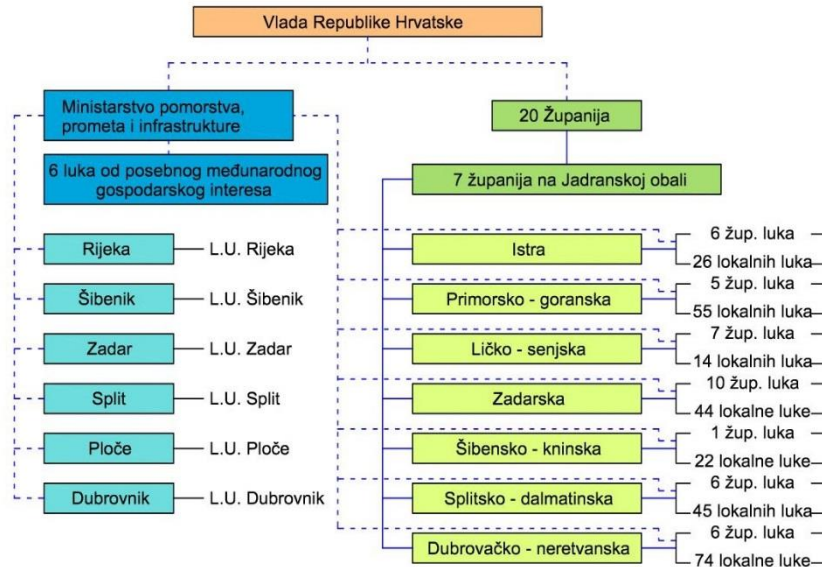 Vlada Republike Hrvatske
Ministarstvo pomorstva,
prometa i infrastrukture
6 luka od posebnog međunarodnog
gospodarskog interesa
Rijeka
L.U. Rijeka
Šibenik
L.U. Šibenik
Zadar
L.U. Zadar
Split
L.U. Split
Ploče
L.U. Ploče
Dubrovnik
L.U. Dubrovnik
20 Županija
7 županija na Jadranskoj obali
Istra
6 žup. luka
26 lokalnih luka
Primorsko - goranska
5 žup. luka
55 lokalnih luka
Ličko - senjska
7 žup. luka
14 lokalnih luka
Zadarska
10 žup. luka
44 lokalne luke
Šibensko - kninska
1 žup. luka
22 lokalne luke
Splitsko - dalmatinska
6 žup. luka
45 lokalnih luka
Dubrovačko - neretvanska
6 žup. luka
74 lokalne luke